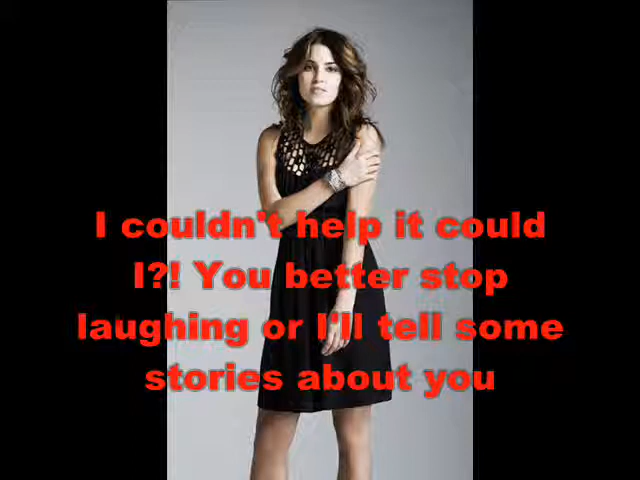 I couldn't help it could
I?! You better stop
laughing or I'll tell some
stories about you